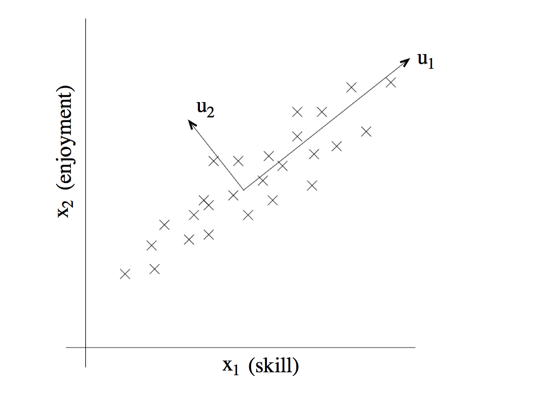 u₁
u₂
x₂ (enjoyment)
x₁ (skill)